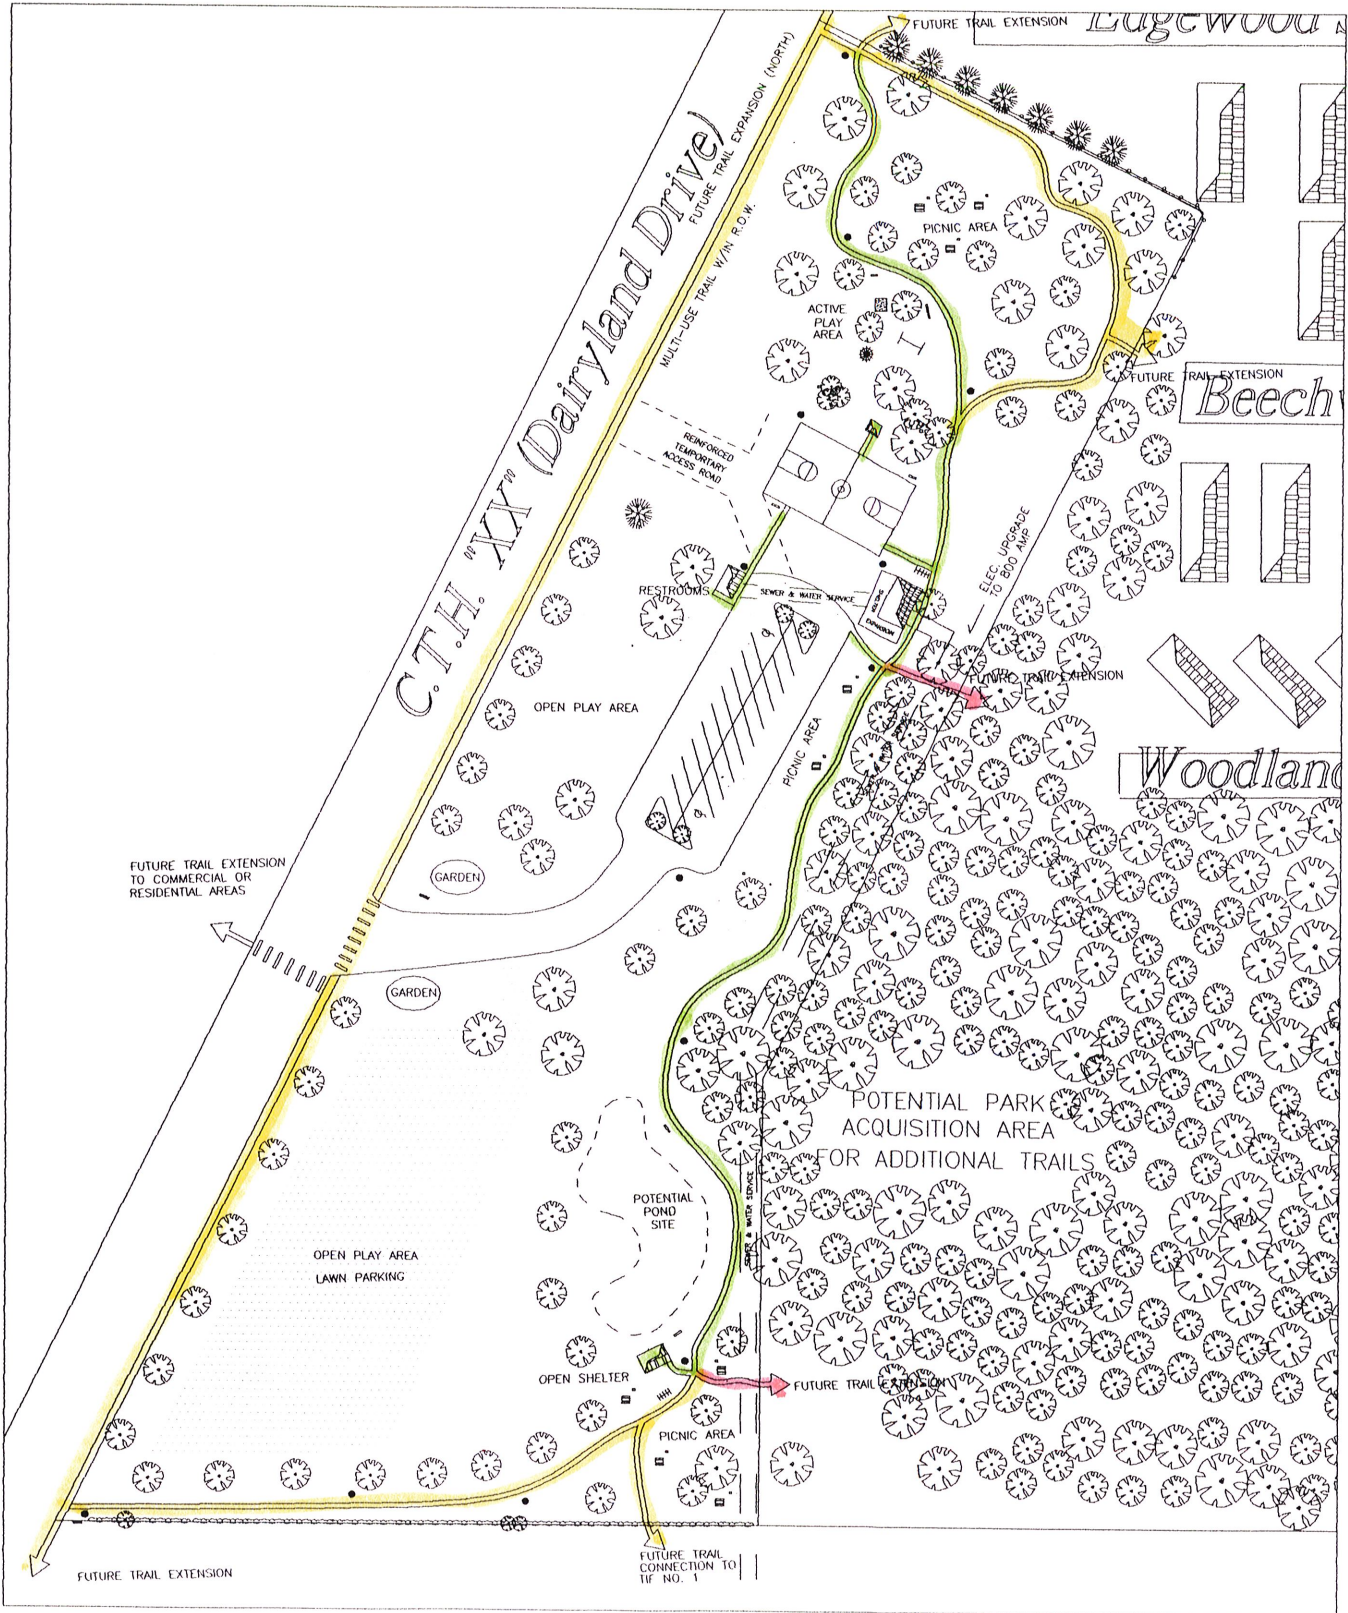 FUTURE TRAIL EXTENSION
Edgewood
FUTURE TRAIL EXPANSION (NORTH)
MULTI-USE TRAIL W/IN R.O.W.
C.T.H. "XX" (Dairyland Drive)
PICNIC AREA
ACTIVE
PLAY
AREA
FUTURE TRAIL EXTENSION
Beech
REINFORCED
TEMPORARY
ACCESS ROAD
ELEC. UPGRADE
TO 800 AMP
RESTROOMS
SEWER & WATER SERVICE
EXPANSION
FUTURE TRAIL EXTENSION
OPEN PLAY AREA
PICNIC AREA
Woodland
FUTURE TRAIL EXTENSION
TO COMMERCIAL OR
RESIDENTIAL AREAS
GARDEN
GARDEN
POTENTIAL PARK
ACQUISITION AREA
FOR ADDITIONAL TRAILS
POTENTIAL
POND
SITE
SEWER & WATER SERVICE
OPEN PLAY AREA
LAWN PARKING
OPEN SHELTER
FUTURE TRAIL EXTENSION
PICNIC AREA
FUTURE TRAIL
CONNECTION TO
TIF NO. 1
FUTURE TRAIL EXTENSION